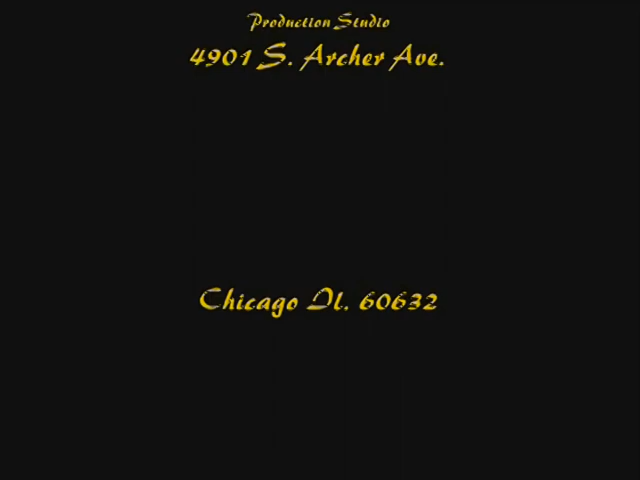 Production Studio
4901 S. Archer Ave.
Chicago Il. 60632